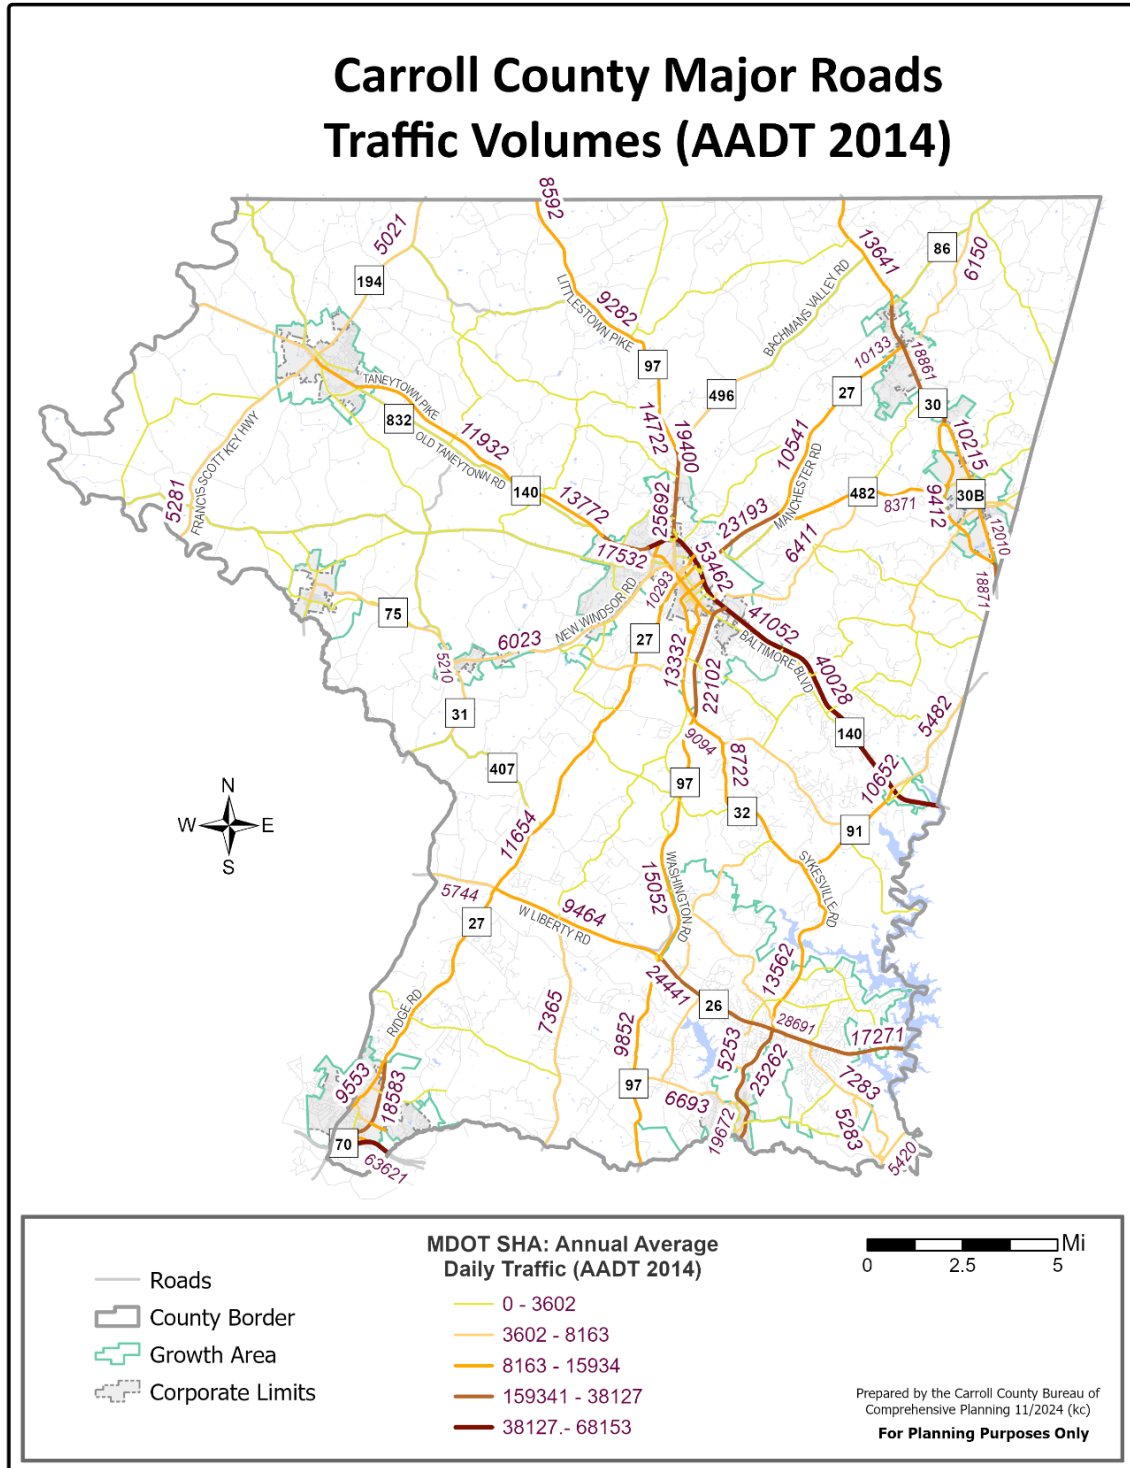 Carroll County Major Roads
Traffic Volumes (AADT 2014)
8592
5021
194
13641
86
6150
LITTLESTOWN PIKE
9282
BACHMANS VALLEY RD
97
10133
18861
TANEYTOWN PIKE
496
27
30
832
11932
OLD TANEYTOWN RD
14722
19400
10541
10215
FRANCIS SCOTT KEY HWY
5281
140
13772
25692
23193
MANCHESTER RD
482
8371
9412
30B
12010
6411
17532
53462
18871
10293
NEW WINDSOR RD
75
6023
27
41052
BALTIMORE BLVD
5210
13332
22102
40028
31
140
5482
9094
8722
407
97
10652
32
91
N
W
E
S
11654
SYKESVILLE RD
WASHINGTON RD
15052
5744
9464
W LIBERTY RD
27
13562
24441
26
28691
17271
RIDGE RD
7365
9852
5253
25262
7283
9553
18583
97
6693
19672
5283
5420
70
63621
Roads
County Border
Growth Area
Corporate Limits
MDOT SHA: Annual Average
Daily Traffic (AADT 2014)
0 - 3602
3602 - 8163
8163 - 15934
159341 - 38127
38127.- 68153
Mi
0 2.5 5
Prepared by the Carroll County Bureau of
Comprehensive Planning 11/2024 (kc)
For Planning Purposes Only